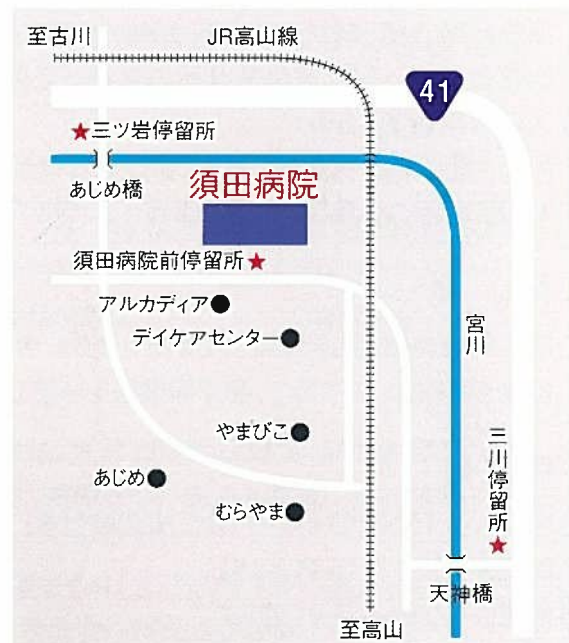 至古川
JR高山線
41
三ツ岩停留所
あじめ橋
須田病院
須田病院前停留所
アルカディア
デイケアセンター
宮川
やまびこ
三川停留所
あじめ
むらやま
天神橋
至高山